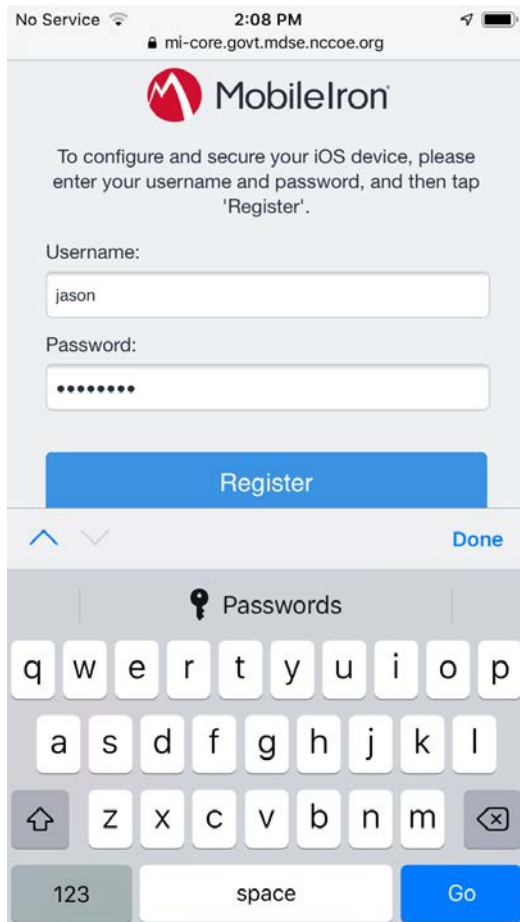 No Service 2:08 PM
mi-core.govt.mdse.nccoe.org
MobileIron
To configure and secure your iOS device, please
enter your username and password, and then tap
'Register'.
Username:
jason
Password:
••••••••
Register
Done
Passwords
q w e r t y u i o p
a s d f g h j k l
z x c v b n m
123 space Go